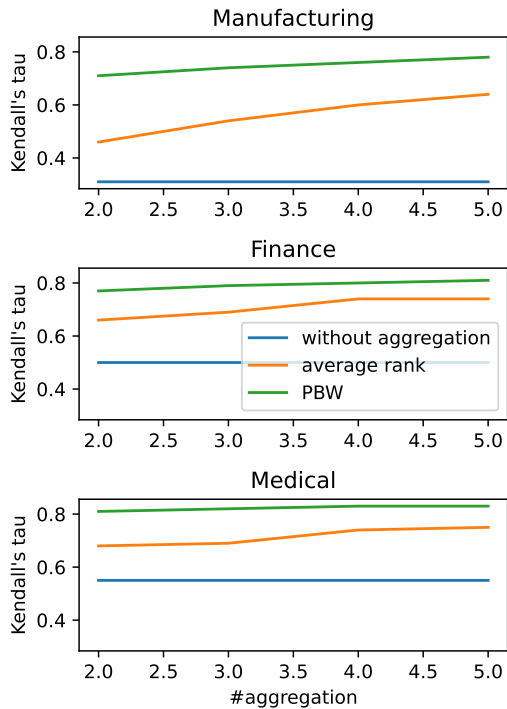 Manufacturing
Kendall's tau
0.8
0.6
0.4
2.0 2.5 3.0 3.5 4.0 4.5 5.0
Finance
Kendall's tau
0.8
0.6
0.4
without aggregation
average rank
PBW
2.0 2.5 3.0 3.5 4.0 4.5 5.0
Medical
Kendall's tau
0.8
0.6
0.4
2.0 2.5 3.0 3.5 4.0 4.5 5.0
#aggregation